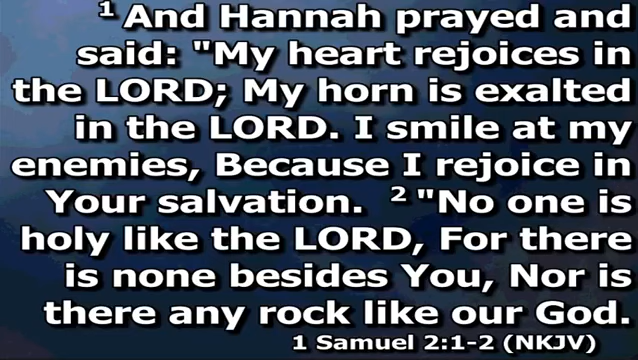 1 And Hannah prayed and
said: "My heart rejoices in
the LORD; My horn is exalted
in the LORD. I smile at my
enemies, Because I rejoice in
Your salvation. 2 "No one is
holy like the LORD, For there
is none besides You, Nor is
there any rock like our God.
1 Samuel 2:1-2 (NKJV)